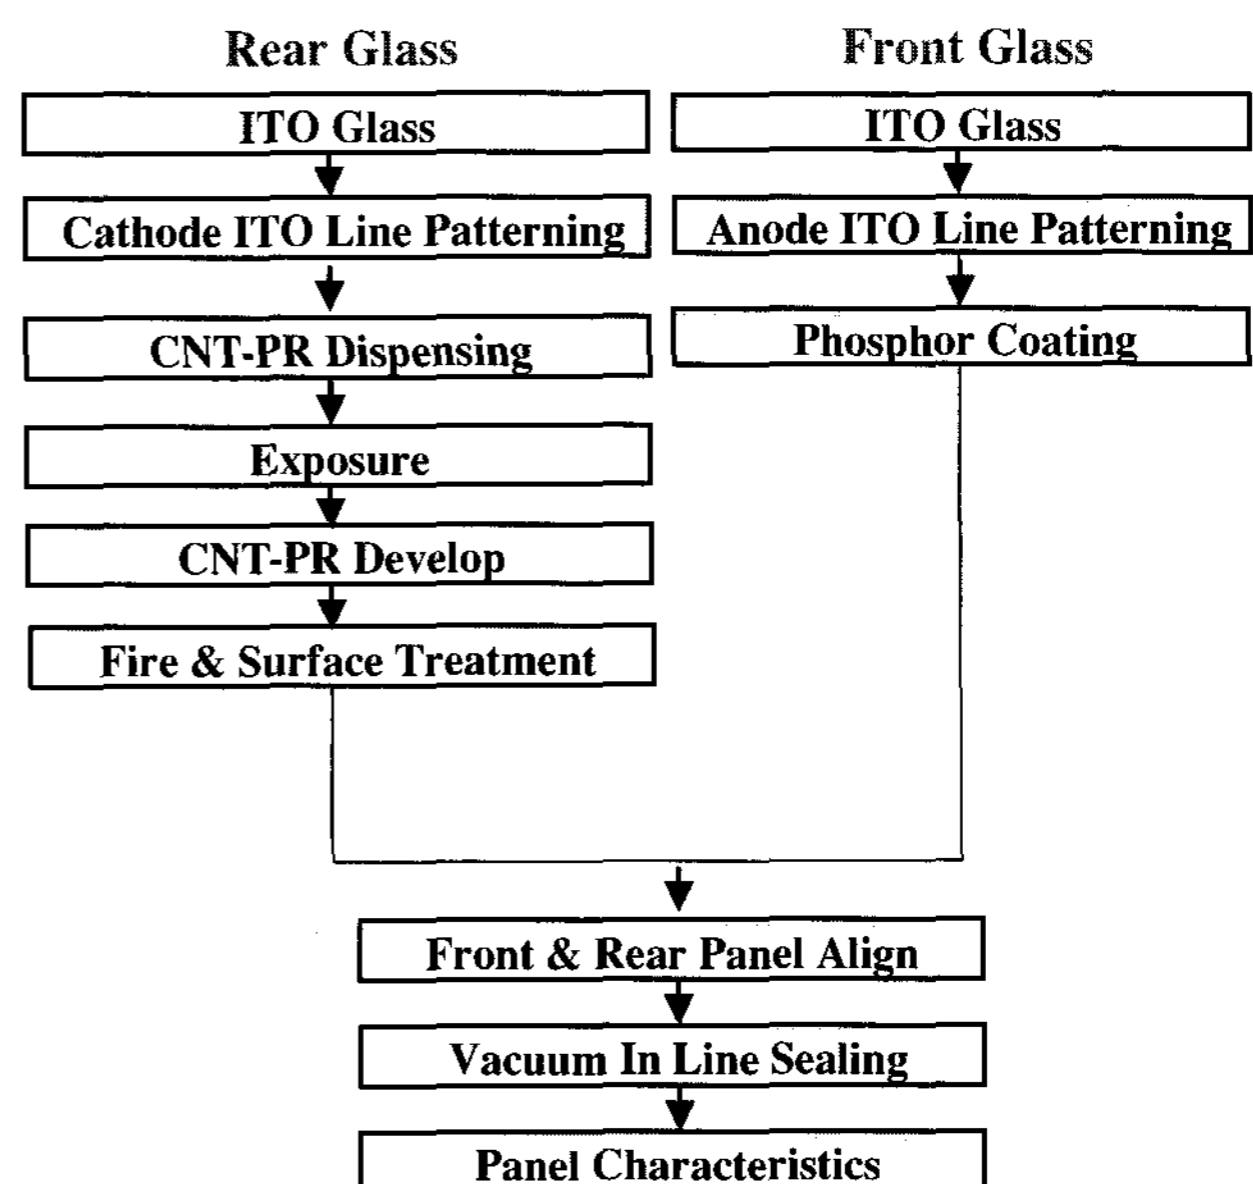 Rear Glass
ITO Glass
Cathode ITO Line Patterning
CNT-PR Dispensing
Exposure
CNT-PR Develop
Fire & Surface Treatment
Front Glass
ITO Glass
Anode ITO Line Patterning
Phosphor Coating
Front & Rear Panel Align
Vacuum In Line Sealing
Panel Characteristics